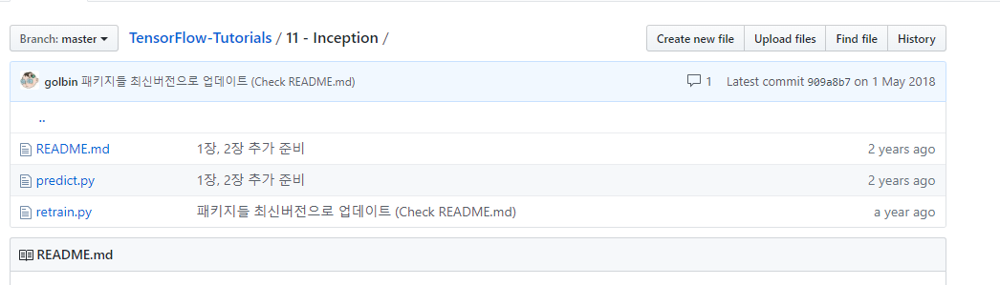 Branch: master TensorFlow-Tutorials / 11 - Inception / Create new file Upload files Find file History
golbin 패키지들 최신버전으로 업데이트 (Check README.md) 1 Latest commit 909a8b7 on 1 May 2018
..
README.md 1장, 2장 추가 준비 2 years ago
predict.py 1장, 2장 추가 준비 2 years ago
retrain.py 패키지들 최신버전으로 업데이트 (Check README.md) a year ago
README.md